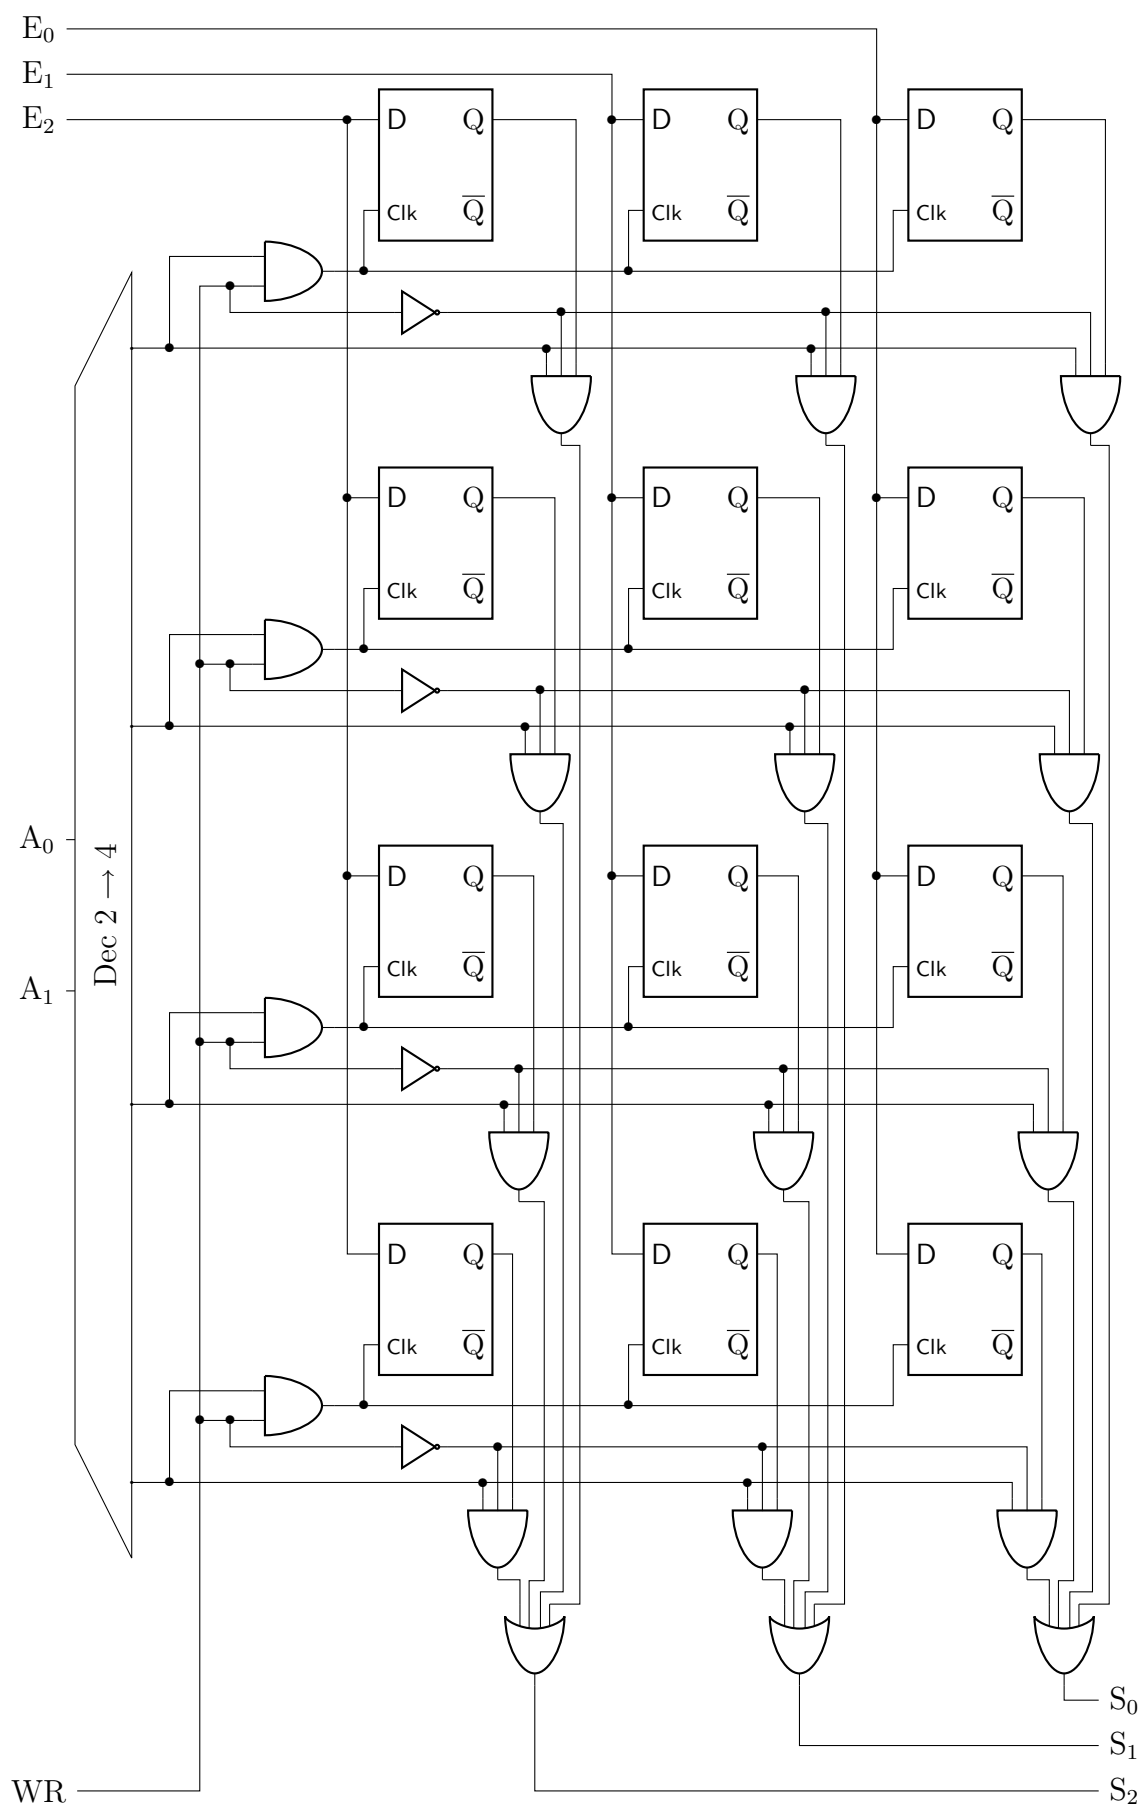 E₀
E₁
E₂
D Q D Q D Q
Clk Q̅ Clk Q̅ Clk Q̅
D Q D Q D Q
Clk Q̅ Clk Q̅ Clk Q̅
A₀
Dec 2 → 4
A₁
D Q D Q D Q
Clk Q̅ Clk Q̅ Clk Q̅
D Q D Q D Q
Clk Q̅ Clk Q̅ Clk Q̅
S₀
S₁
WR S₂